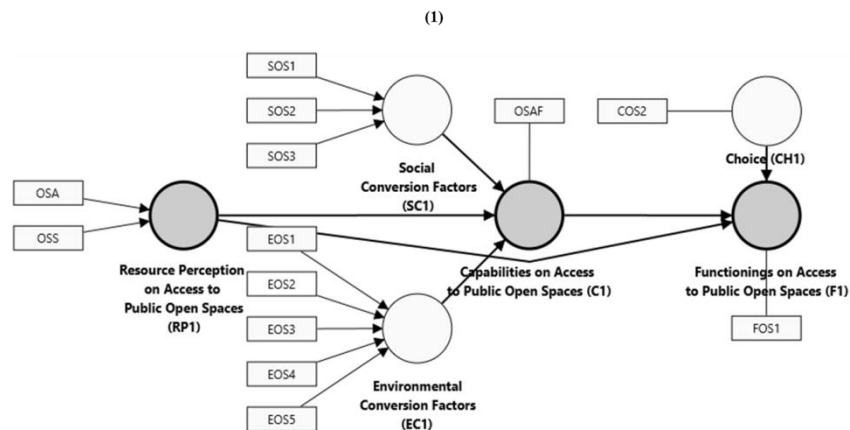 (1)
SOS1
SOS2
SOS3
OSAF
COS2
Choice (CH1)
Social
Conversion Factors
(SC1)
OSA
OSS
Resource Perception
on Access to
Public Open Spaces
(RP1)
EOS1
EOS2
EOS3
EOS4
EOS5
Capabilities on Access
to Public Open Spaces (C1)
Functionings on Access
to Public Open Spaces (F1)
FOS1
Environmental
Conversion Factors
(EC1)